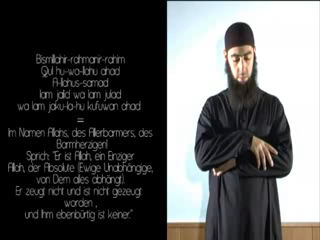 Bismillahir-rahmanir-rahim
Qul hu-wa-llahu ahad
A-llahus-samad
lam jalid wa lam julad
wa lam jaku-la-hu kufuwan ahad
=
Im Namen Allahs, des Allerbarmers, des
Barmherzigen!
Sprich: "Er ist Allah, ein Einziger
Allah, der Absolute (Ewige Unabhängige,
von Dem alles abhängt).
Er zeugt nicht und ist nicht gezeugt
worden ,
und Ihm ebenbürtig ist keiner."